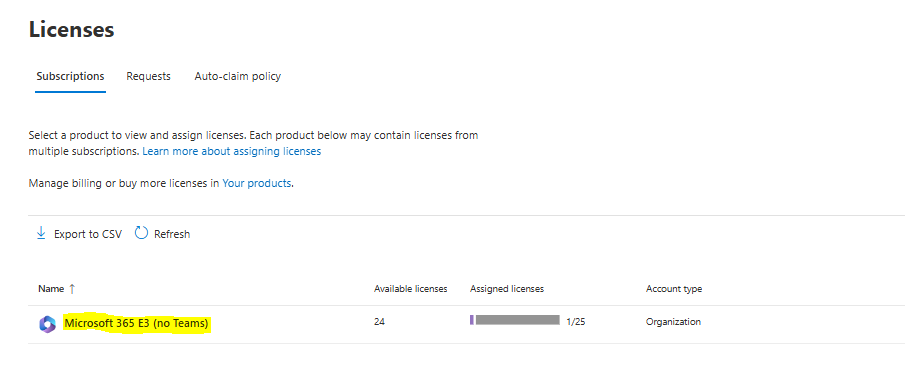 Licenses
Subscriptions Requests Auto-claim policy
Select a product to view and assign licenses. Each product below may contain licenses from
multiple subscriptions. Learn more about assigning licenses
Manage billing or buy more licenses in Your products.
Export to CSV Refresh
Name ↑ Available licenses Assigned licenses Account type
Microsoft 365 E3 (no Teams) 24 1/25 Organization